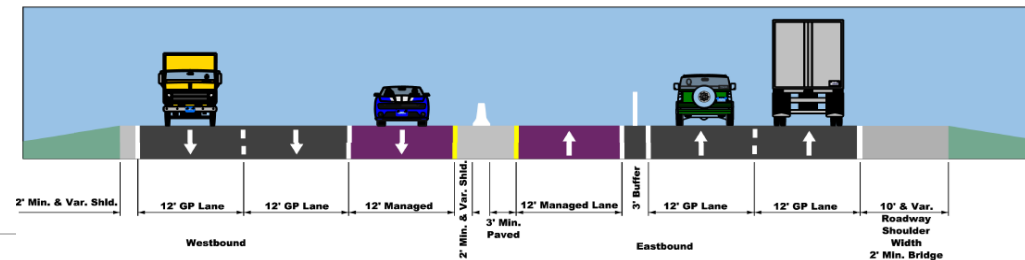 2' Min. & Var. Shld.
12' GP Lane
12' GP Lane
12' Managed
2' Min. & Var. Shld.
3' Min.
Paved
12' Managed Lane
3' Buffer
12' GP Lane
12' GP Lane
10' & Var.
Roadway
Shoulder
Width
2' Min. Bridge
Westbound
Eastbound